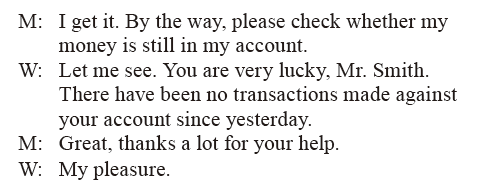 M: I get it. By the way, please check whether my
money is still in my account.
W: Let me see. You are very lucky, Mr. Smith.
There have been no transactions made against
your account since yesterday.
M: Great, thanks a lot for your help.
W: My pleasure.